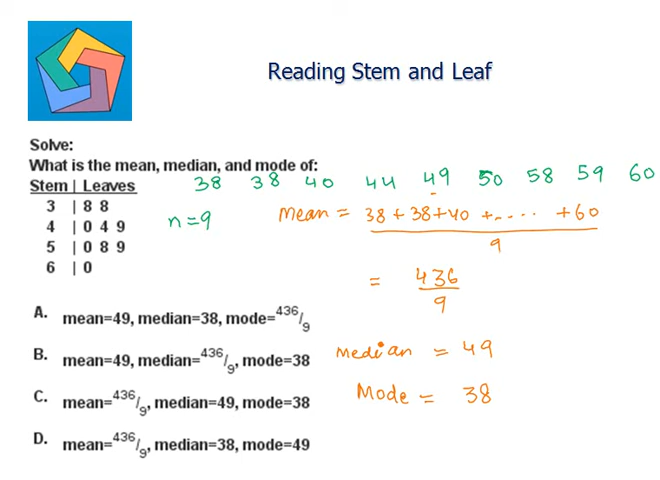 Reading Stem and Leaf
Solve:
What is the mean, median, and mode of:
Stem | Leaves
3 | 8 8
4 | 0 4 9
5 | 0 8 9
6 | 0
38 38 40 44 49 50 58 59 60
n = 9
Mean = 38 + 38 + 40 + .... + 60
9
= 436
9
A. mean=49, median=38, mode=436/9
B. mean=49, median=436/9, mode=38
C. mean=436/9, median=49, mode=38
D. mean=436/9, median=38, mode=49
Median = 49
Mode = 38